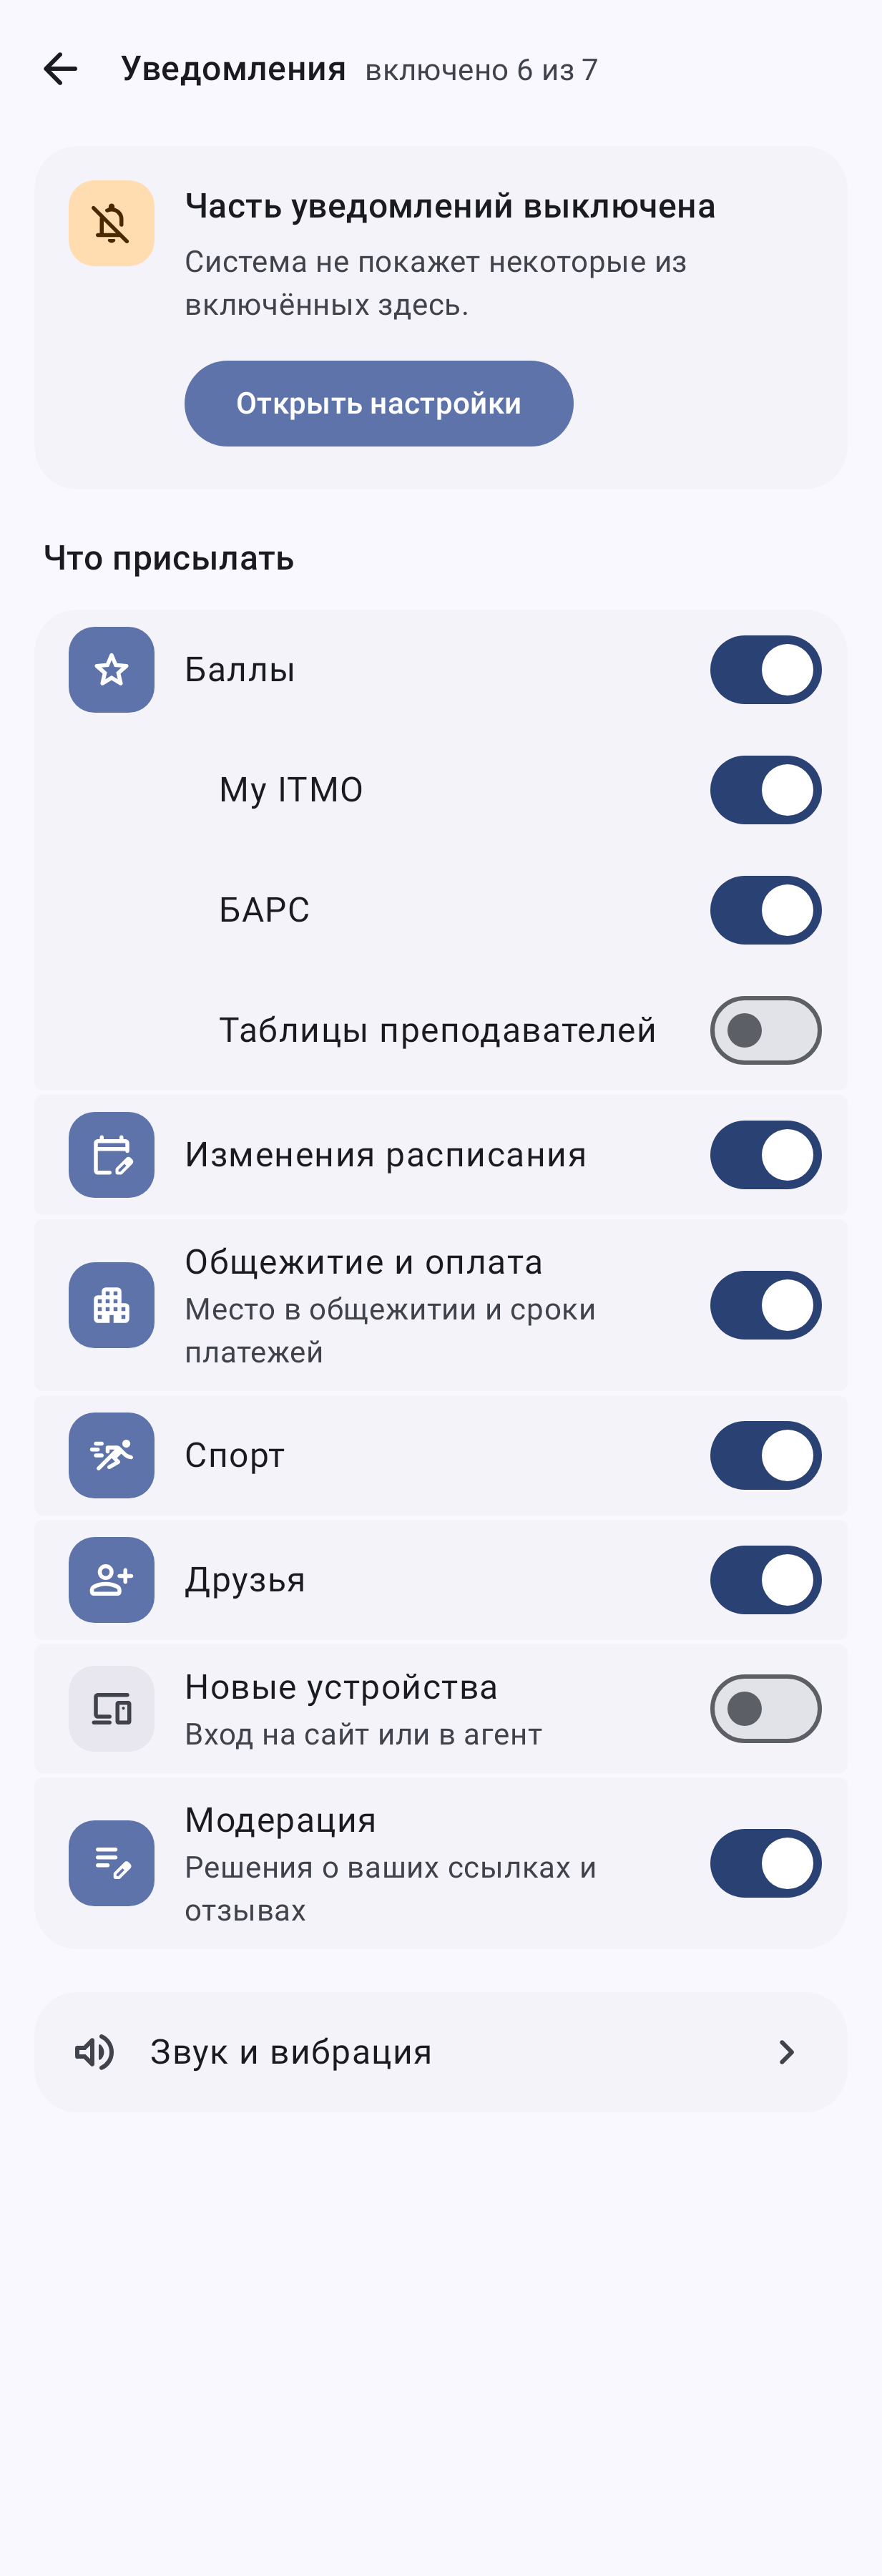 Уведомления включено 6 из 7
Часть уведомлений выключена
Система не покажет некоторые из
включённых здесь.
Открыть настройки
Что присылать
Баллы
My ITMO
БАРС
Таблицы преподавателей
Изменения расписания
Общежитие и оплата
Место в общежитии и сроки
платежей
Спорт
Друзья
Новые устройства
Вход на сайт или в агент
Модерация
Решения о ваших ссылках и
отзывах
Звук и вибрация